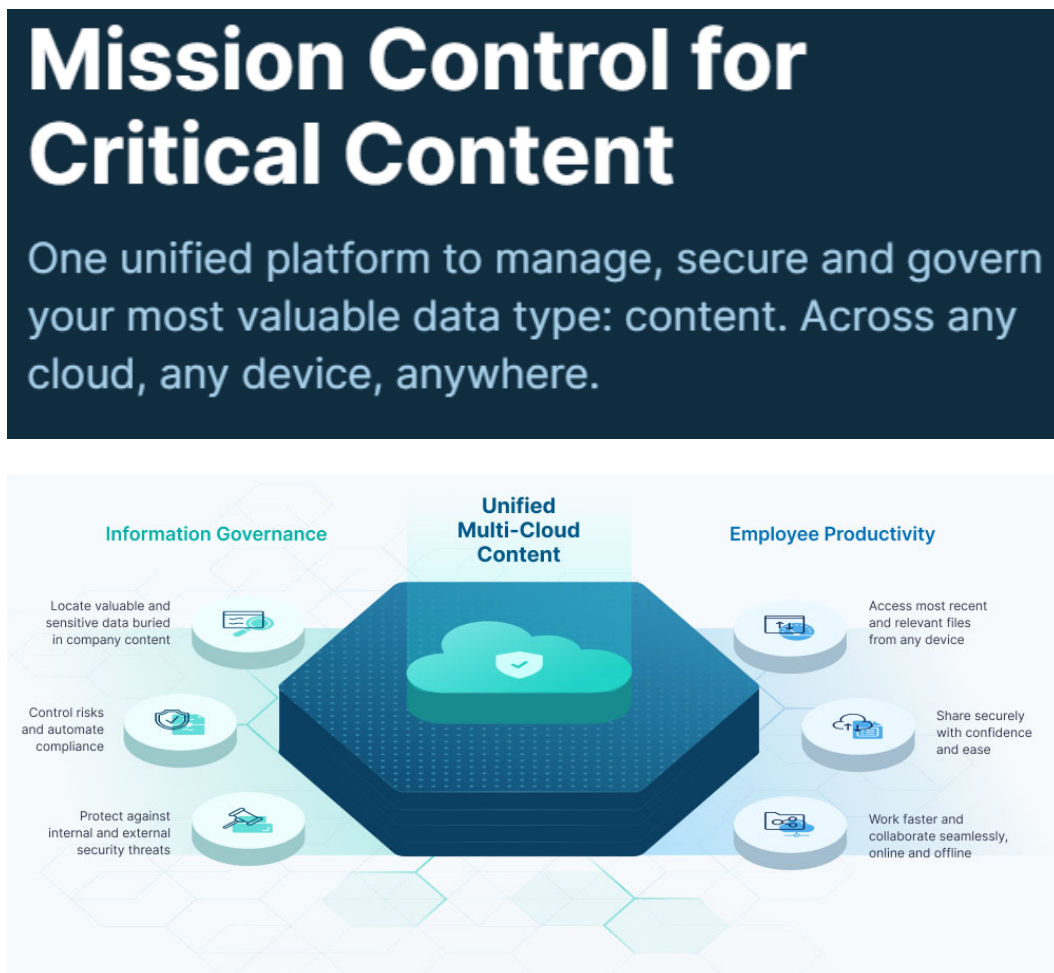 Mission Control for
Critical Content
One unified platform to manage, secure and govern
your most valuable data type: content. Across any
cloud, any device, anywhere.
Information Governance
Unified
Multi-Cloud
Content
Employee Productivity
Locate valuable and
sensitive data buried
in company content
Control risks
and automate
compliance
Protect against
internal and external
security threats
Access most recent
and relevant files
from any device
Share securely
with confidence
and ease
Work faster and
collaborate seamlessly,
online and offline